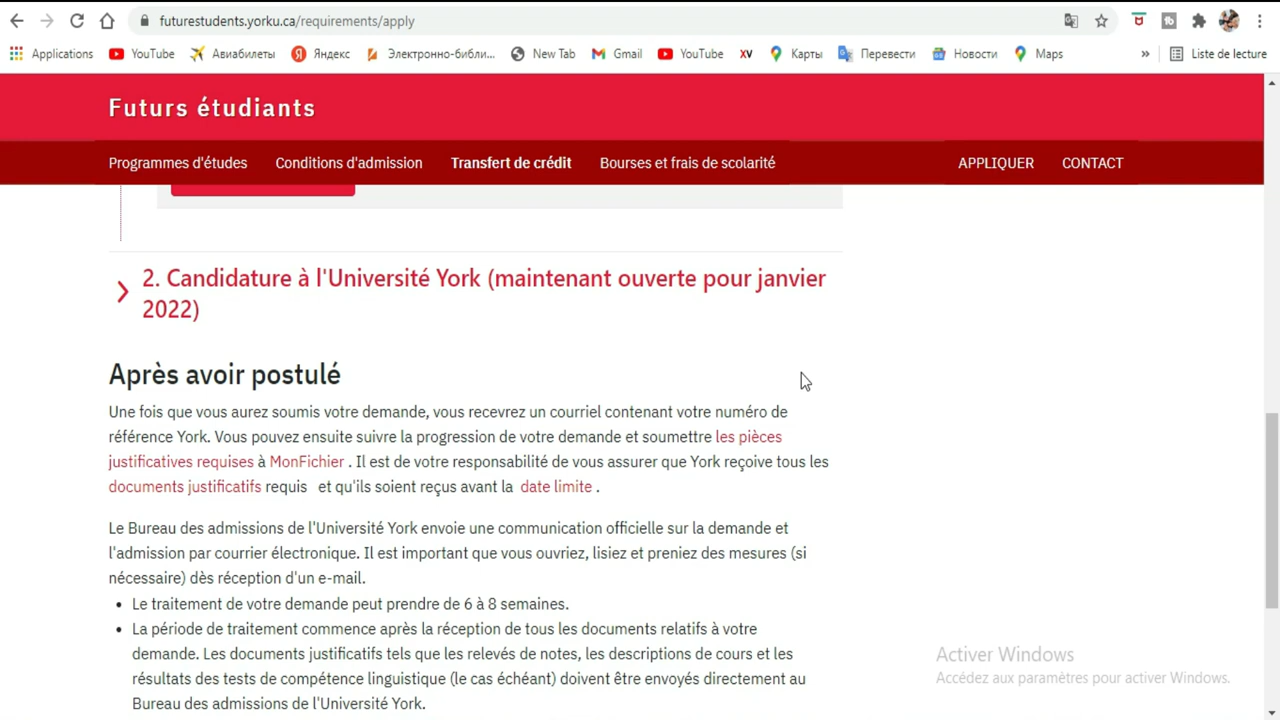 futurestudents.yorku.ca/requirements/apply
Applications YouTube Авиабилеты Яндекс Электронно-библи... New Tab Gmail YouTube XV Карты Перевести Новости Maps » Liste de lecture
Futurs étudiants
Programmes d'études Conditions d'admission Transfert de crédit Bourses et frais de scolarité APPLIQUER CONTACT
2. Candidature à l'Université York (maintenant ouverte pour janvier
2022)
Après avoir postulé
Une fois que vous aurez soumis votre demande, vous recevrez un courriel contenant votre numéro de
référence York. Vous pouvez ensuite suivre la progression de votre demande et soumettre les pièces
justificatives requises à MonFichier . Il est de votre responsabilité de vous assurer que York reçoive tous les
documents justificatifs requis et qu'ils soient reçus avant la date limite .
Le Bureau des admissions de l'Université York envoie une communication officielle sur la demande et
l'admission par courrier électronique. Il est important que vous ouvriez, lisiez et preniez des mesures (si
nécessaire) dès réception d'un e-mail.
• Le traitement de votre demande peut prendre de 6 à 8 semaines.
• La période de traitement commence après la réception de tous les documents relatifs à votre
demande. Les documents justificatifs tels que les relevés de notes, les descriptions de cours et les
résultats des tests de compétence linguistique (le cas échéant) doivent être envoyés directement au
Bureau des admissions de l'Université York.
Activer Windows
Accédez aux paramètres pour activer Windows.